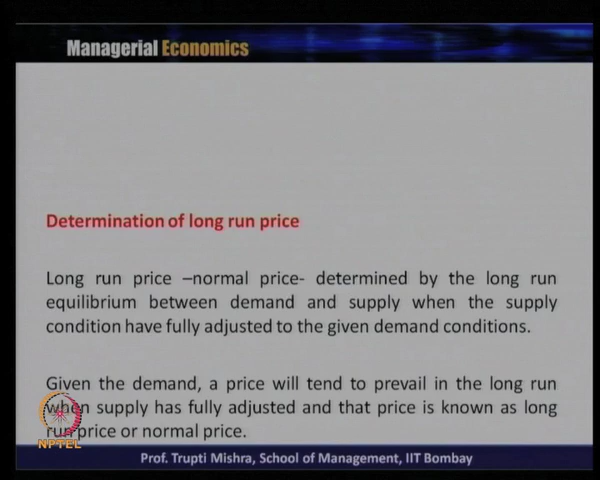 Managerial Economics
Determination of long run price
Long run price –normal price- determined by the long run
equilibrium between demand and supply when the supply
condition have fully adjusted to the given demand conditions.
Given the demand, a price will tend to prevail in the long run
when supply has fully adjusted and that price is known as long
run price or normal price.
NPTEL
Prof. Trupti Mishra, School of Management, IIT Bombay